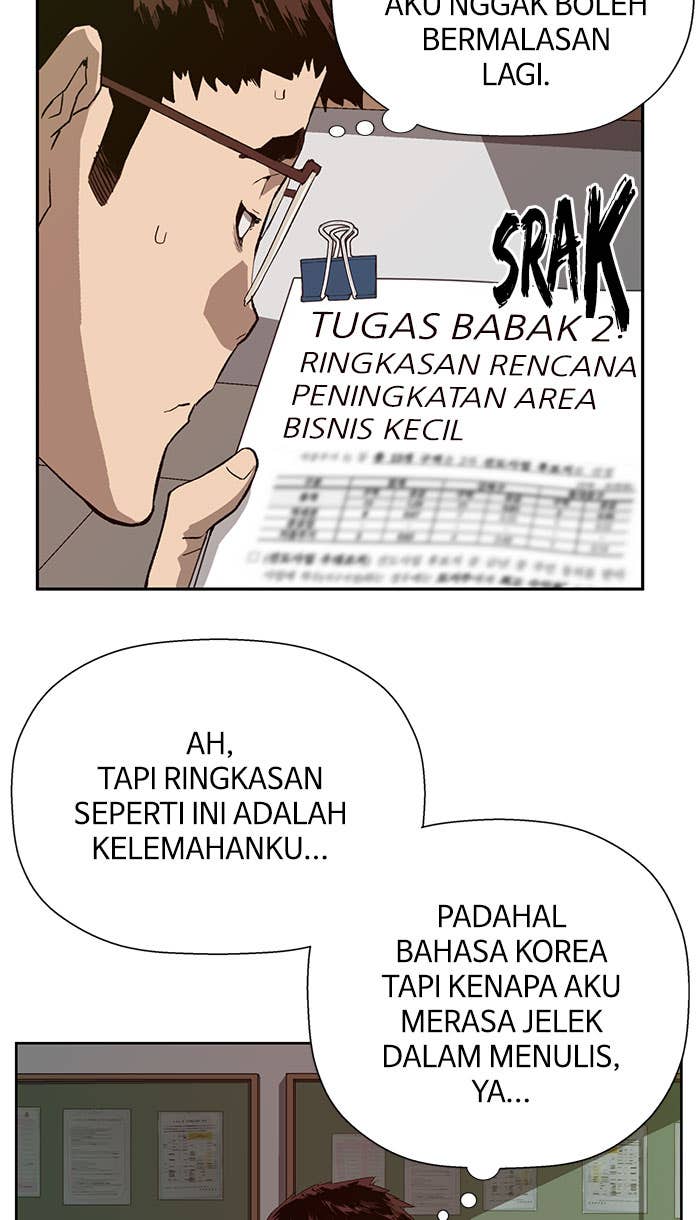 AKU NGGAK BOLEH
BERMALASAN
LAGI.
SRAK
TUGAS BABAK 2:
RINGKASAN RENCANA
PENINGKATAN AREA
BISNIS KECIL
AH,
TAPI RINGKASAN
SEPERTI INI ADALAH
KELEMAHANKU...
PADAHAL
BAHASA KOREA
TAPI KENAPA AKU
MERASA JELEK
DALAM MENULIS,
YA...